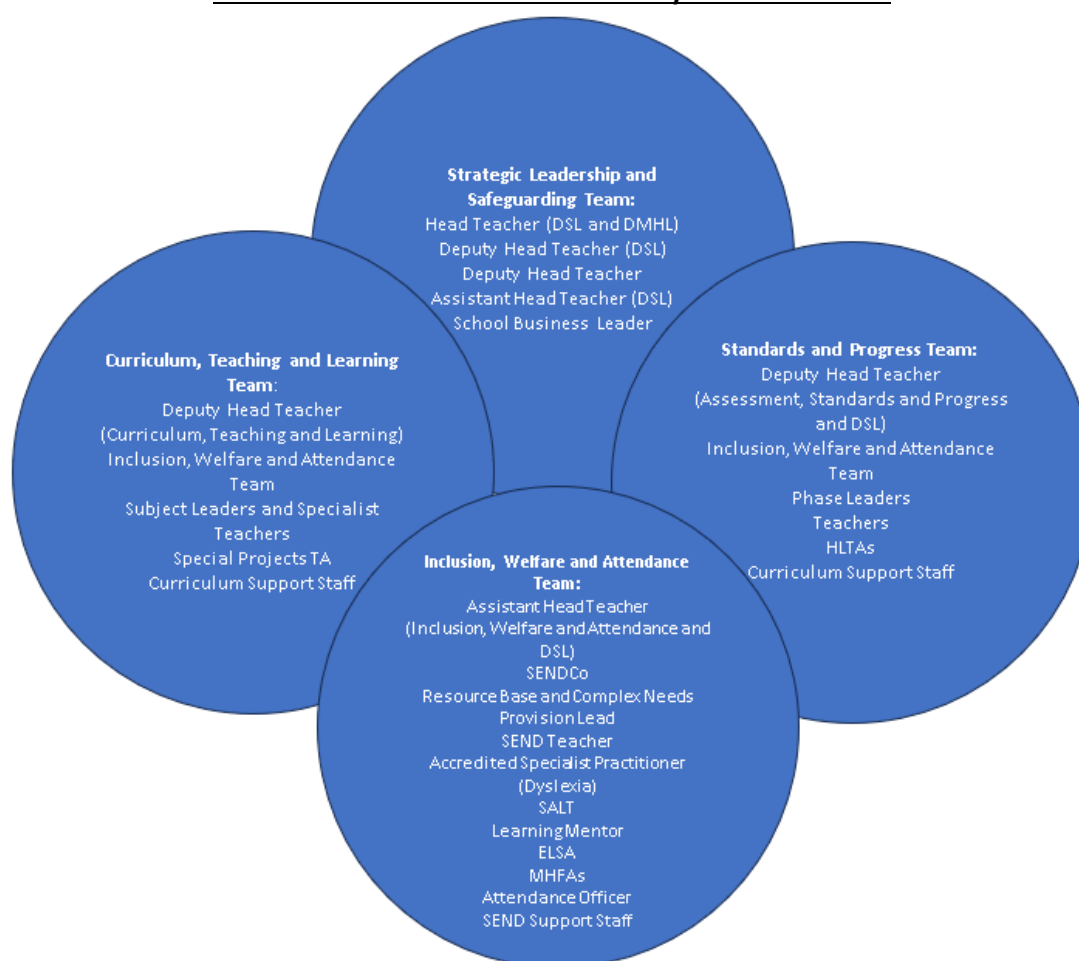 Strategic Leadership and
Safeguarding Team:
Head Teacher (DSL and DMHL)
Deputy Head Teacher (DSL)
Deputy Head Teacher
Assistant Head Teacher (DSL)
School Business Leader
Curriculum, Teaching and Learning
Team:
Deputy Head Teacher
(Curriculum, Teaching and Learning)
Inclusion, Welfare and Attendance
Team
Subject Leaders and Specialist
Teachers
Special Projects TA
Curriculum Support Staff
Standards and Progress Team:
Deputy Head Teacher
(Assessment, Standards and Progress
and DSL)
Inclusion, Welfare and Attendance
Team
Phase Leaders
Teachers
HLTAs
Curriculum Support Staff
Inclusion, Welfare and Attendance
Team:
Assistant Head Teacher
(Inclusion, Welfare and Attendance and
DSL)
SENDCo
Resource Base and Complex Needs
Provision Lead
SEND Teacher
Accredited Specialist Practitioner
(Dyslexia)
SALT
Learning Mentor
ELSA
MHFAs
Attendance Officer
SEND Support Staff